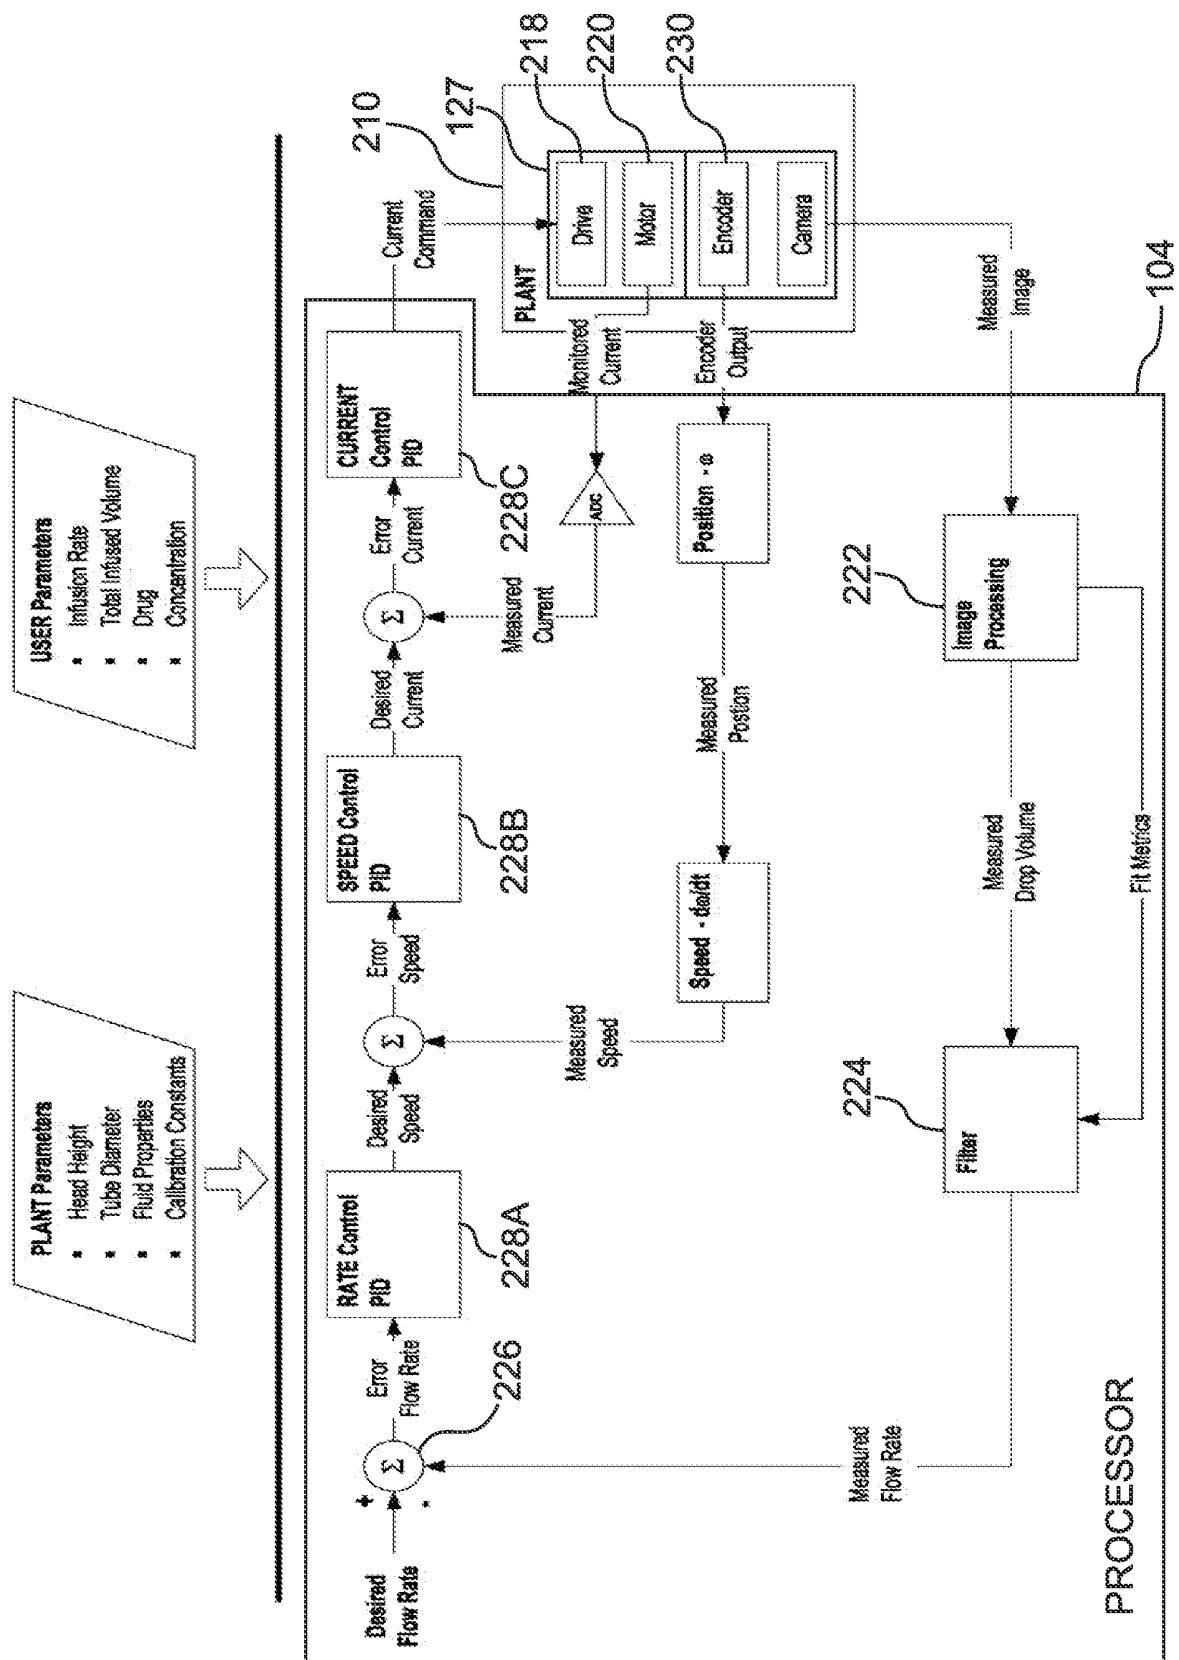 PLANT Parameters
▪ Head Height
▪ Tube Diameter
▪ Fluid Properties
▪ Calibration Constants
USER Parameters
▪ Infusion Rate
▪ Total Infused Volume
▪ Drug
▪ Concentration
Desired
Flow Rate
+
-
Σ
226
Error
Flow Rate
RATE Control
PID
228A
Desired
Speed
Σ
Error
Speed
SPEED Control
PID
228B
Desired
Current
Σ
Error
Current
CURRENT
Control
PID
228C
Current
Command
210
127
218
220
230
PLANT
Drive
Motor
Encoder
Camera
Monitored
Current
ADC
Measured
Current
Encoder
Output
Position - ø
Measured
Postion
Speed - dø/dt
Measured
Speed
Measured
Image
104
222
Image
Processing
Measured
Drop Volume
Fit Metrics
224
Filter
Measured
Flow Rate
PROCESSOR